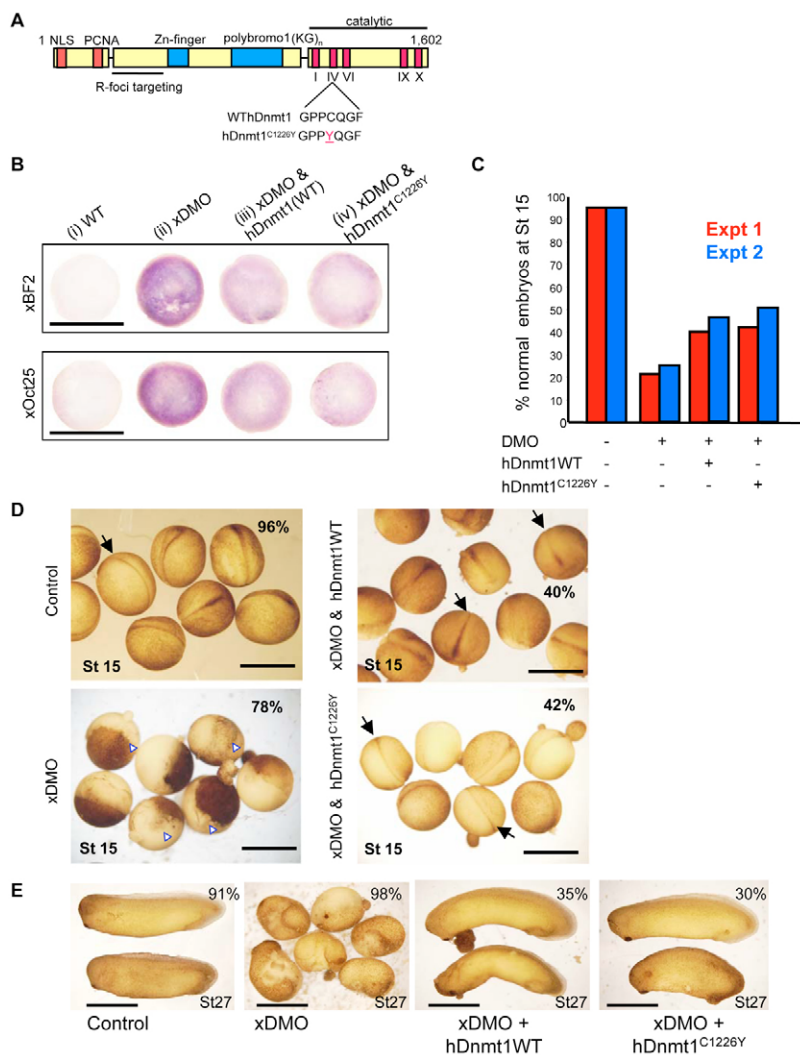 A
catalytic
1 NLS PCNA Zn-finger polybromo1(KG)n 1,602
R-foci targeting
I IV VI IX X
WThDnmt1 GPPCQGF
hDnmt1C1226Y GPPYQGF
B
(i) WT
(ii) xDMO
(iii) xDMO & hDnmt1(WT)
(iv) xDMO & hDnmt1C1226Y
xBF2
xOct25
C
% normal embryos at St 15
100
90
80
70
60
50
40
30
20
10
0
Expt 1
Expt 2
DMO - + + +
hDnmt1WT - - + -
hDnmt1C1226Y - - - +
D
Control
96%
St 15
xDMO & hDnmt1WT
40%
St 15
xDMO
78%
St 15
xDMO & hDnmt1C1226Y
42%
St 15
E
91%
St27
Control
98%
St27
xDMO
35%
St27
xDMO +
hDnmt1WT
30%
St27
xDMO +
hDnmt1C1226Y